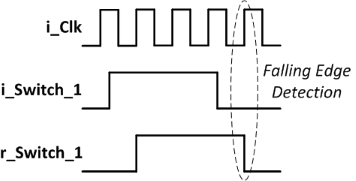 i_Clk
i_Switch_1
Falling Edge
Detection
r_Switch_1